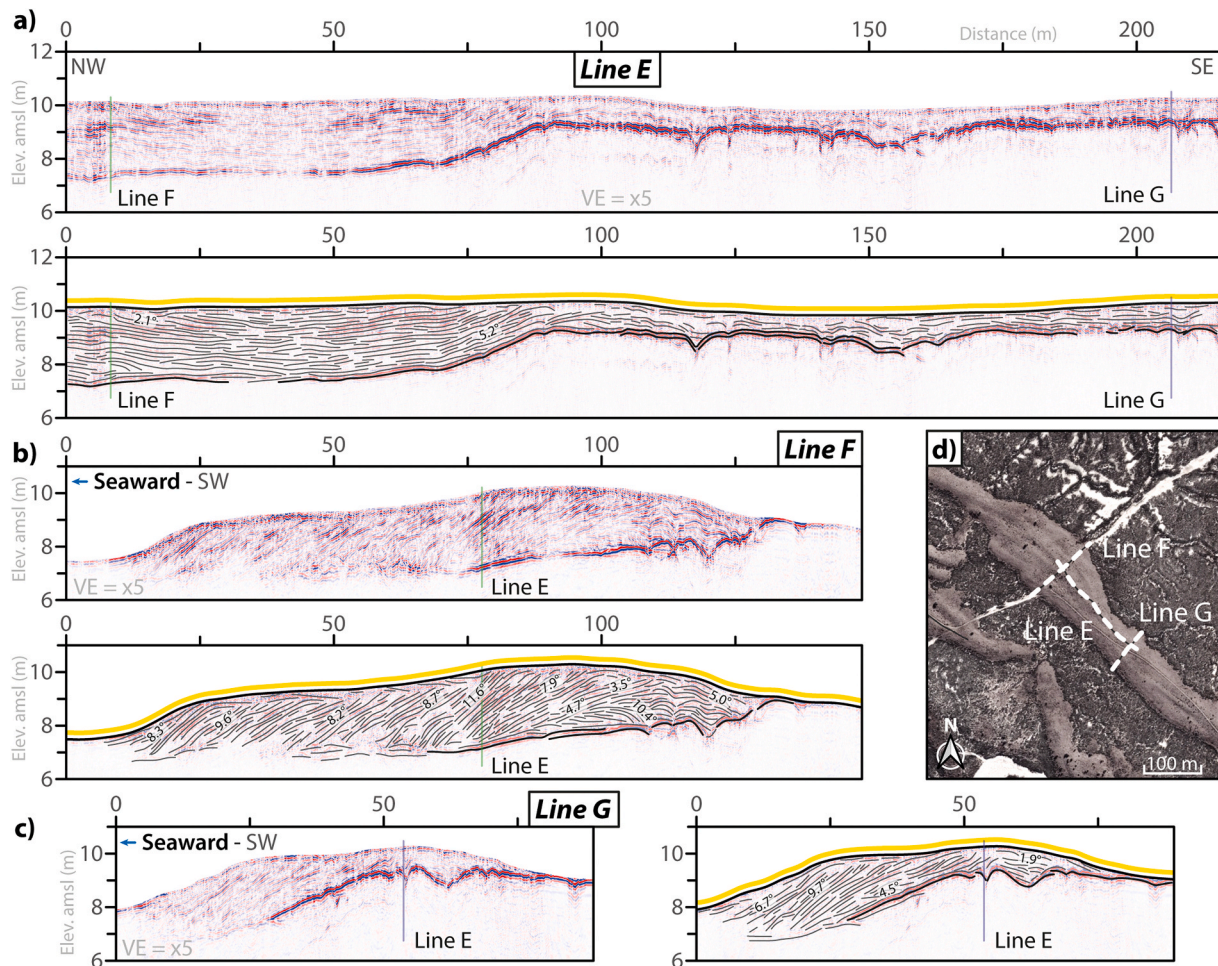 a)
0 50 100 150 200
Distance (m)
12
10
8
6
Elev. amsl (m)
NW
Line E
SE
Line F
VE = x5
Line G
0 50 100 150 200
12
10
8
6
Elev. amsl (m)
2.1°
5.2°
Line F
Line G
b)
0 50 100
Line F
10
8
6
Elev. amsl (m)
← Seaward - SW
VE = x5
Line E
0 50 100
10
8
6
Elev. amsl (m)
8.3° 9.6° 8.2° 8.7° 11.6° 7.9° 4.7° 3.5° 10.4° 5.0°
Line E
d)
Line F
Line G
Line E
N
100 m
c)
0 50
Line G
10
8
6
Elev. amsl (m)
← Seaward - SW
VE = x5
Line E
0 50
10
8
6
6.7° 9.7° 4.5° 1.9°
Line E